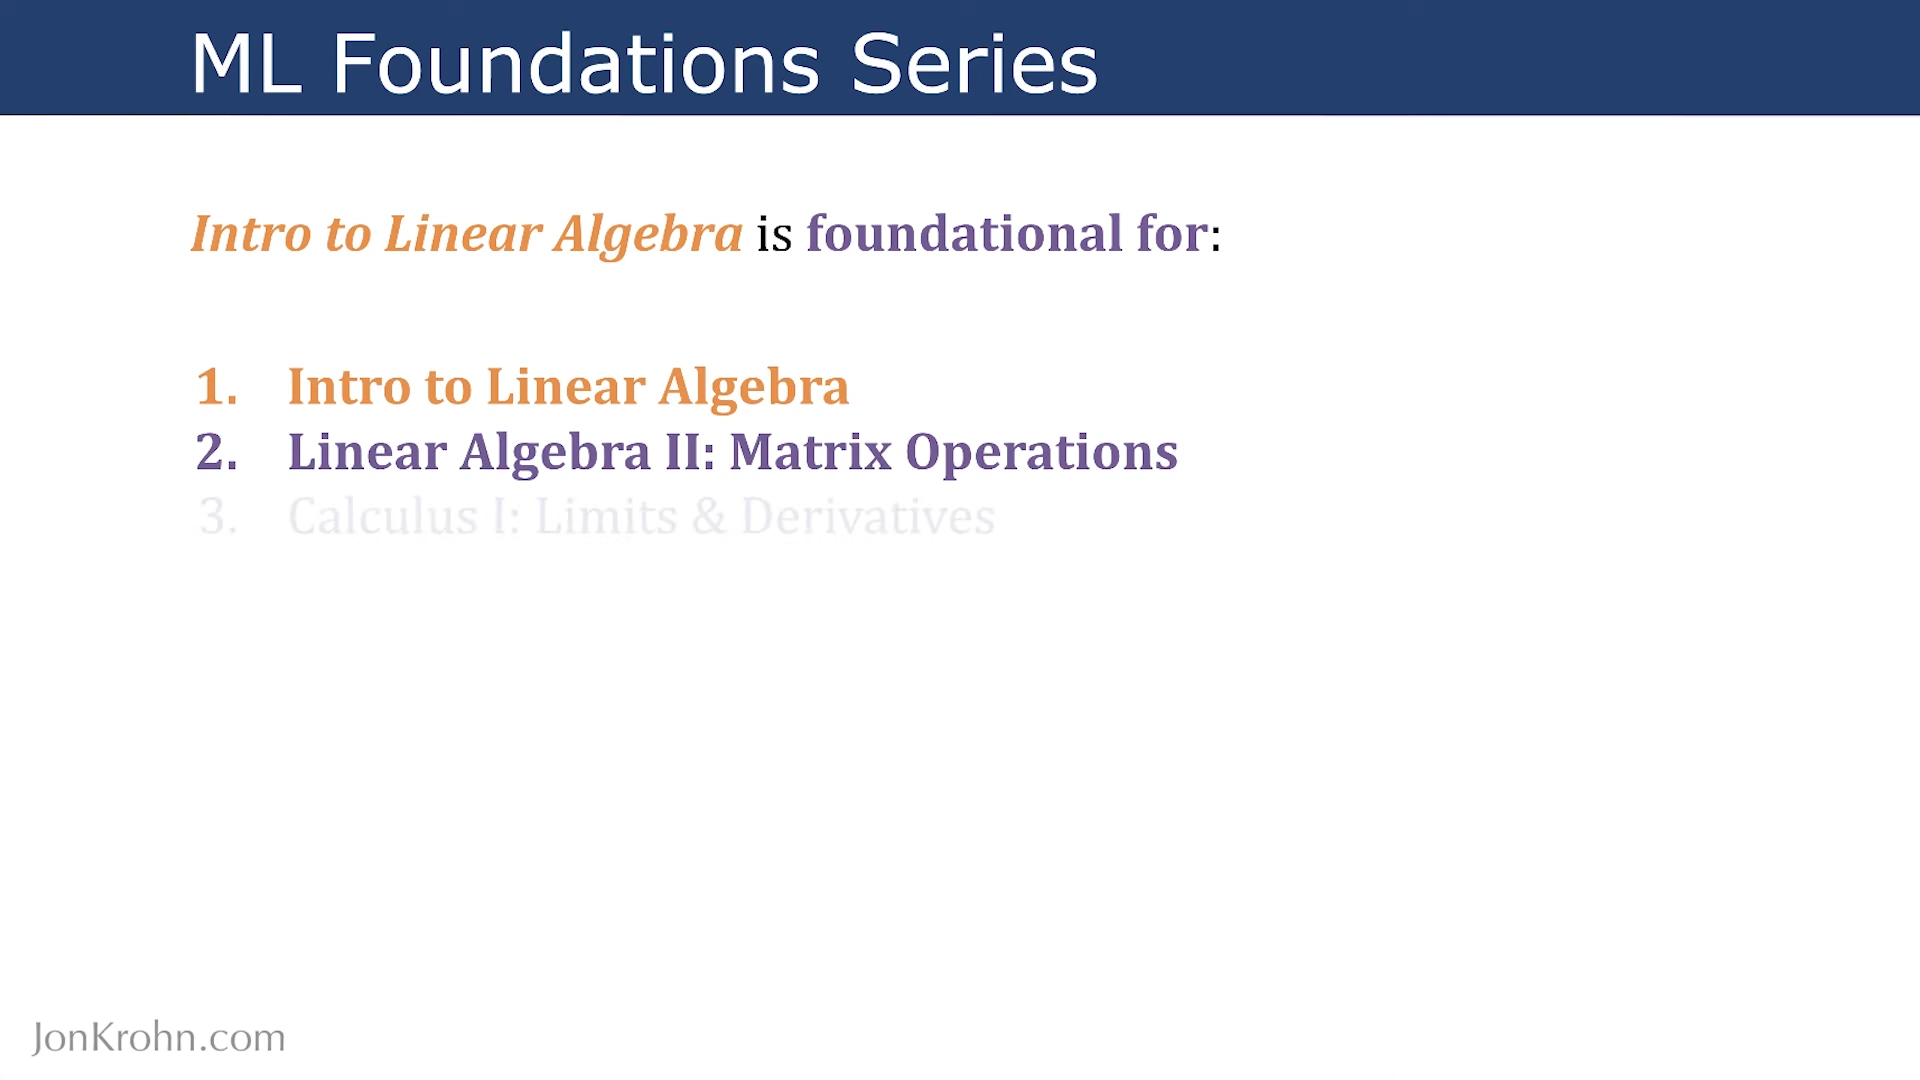 ML Foundations Series
Intro to Linear Algebra is foundational for:
1. Intro to Linear Algebra
2. Linear Algebra II: Matrix Operations
3. Calculus I: Limits & Derivatives
JonKrohn.com